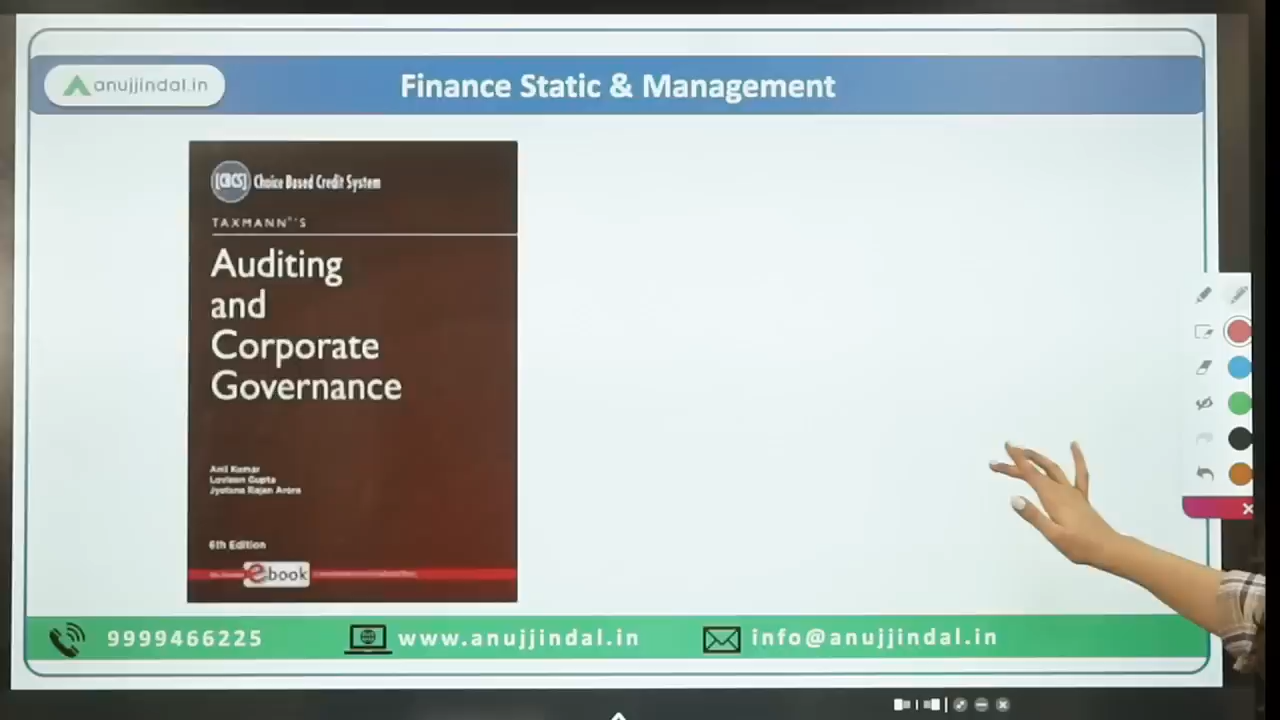 anujjindal.in
Finance Static & Management
[CBCS] Choice Based Credit System
TAXMANN®'S
Auditing
and
Corporate
Governance
Anil Kumar
Lovleen Gupta
Jyotsna Rajan Arora
6th Edition
ebook
9999466225
www.anujjindal.in
info@anujjindal.in